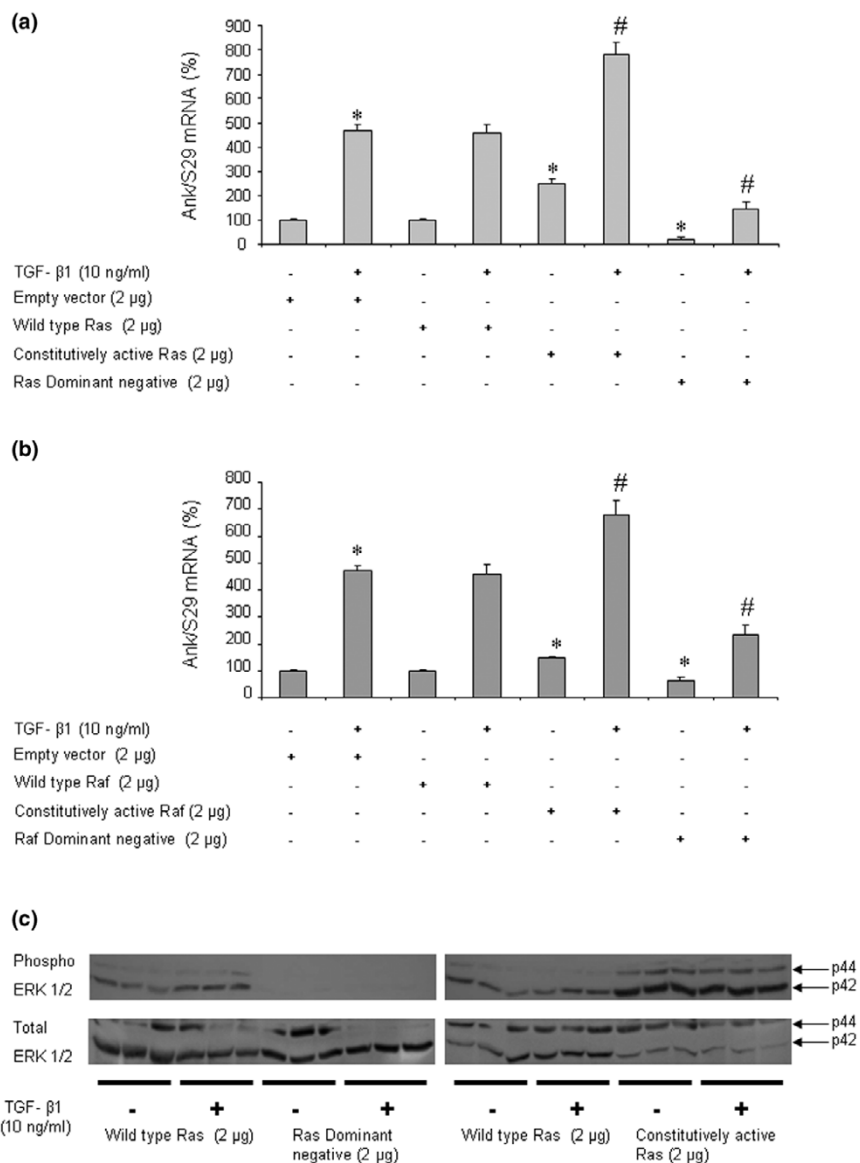 (a)
Ank/S29 mRNA (%)
900
800
700
600
500
400
300
200
100
0
* * # * #
TGF- β1 (10 ng/ml) - + - + - + - +
Empty vector (2 µg) + + - - - - - -
Wild type Ras (2 µg) - - + + - - - -
Constitutively active Ras (2 µg) - - - - + + - -
Ras Dominant negative (2 µg) - - - - - - + +
(b)
Ank/S29 mRNA (%)
800
700
600
500
400
300
200
100
0
* * # * #
TGF- β1 (10 ng/ml) - + - + - + - +
Empty vector (2 µg) + + - - - - - -
Wild type Raf (2 µg) - - + + - - - -
Constitutively active Raf (2 µg) - - - - + + - -
Raf Dominant negative (2 µg) - - - - - - + +
(c)
Phospho
ERK 1/2
p44
p42
Total
ERK 1/2
p44
p42
TGF- β1
(10 ng/ml)
- + - + - + - +
Wild type Ras (2 µg)
Ras Dominant
negative (2 µg)
Wild type Ras (2 µg)
Constitutively active
Ras (2 µg)